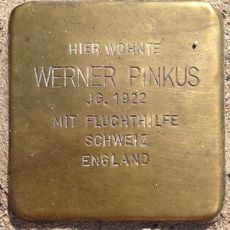 HIER WOHNTE
WERNER PINKUS
JG. 1922
MIT FLUCHTHILFE
SCHWEIZ
ENGLAND